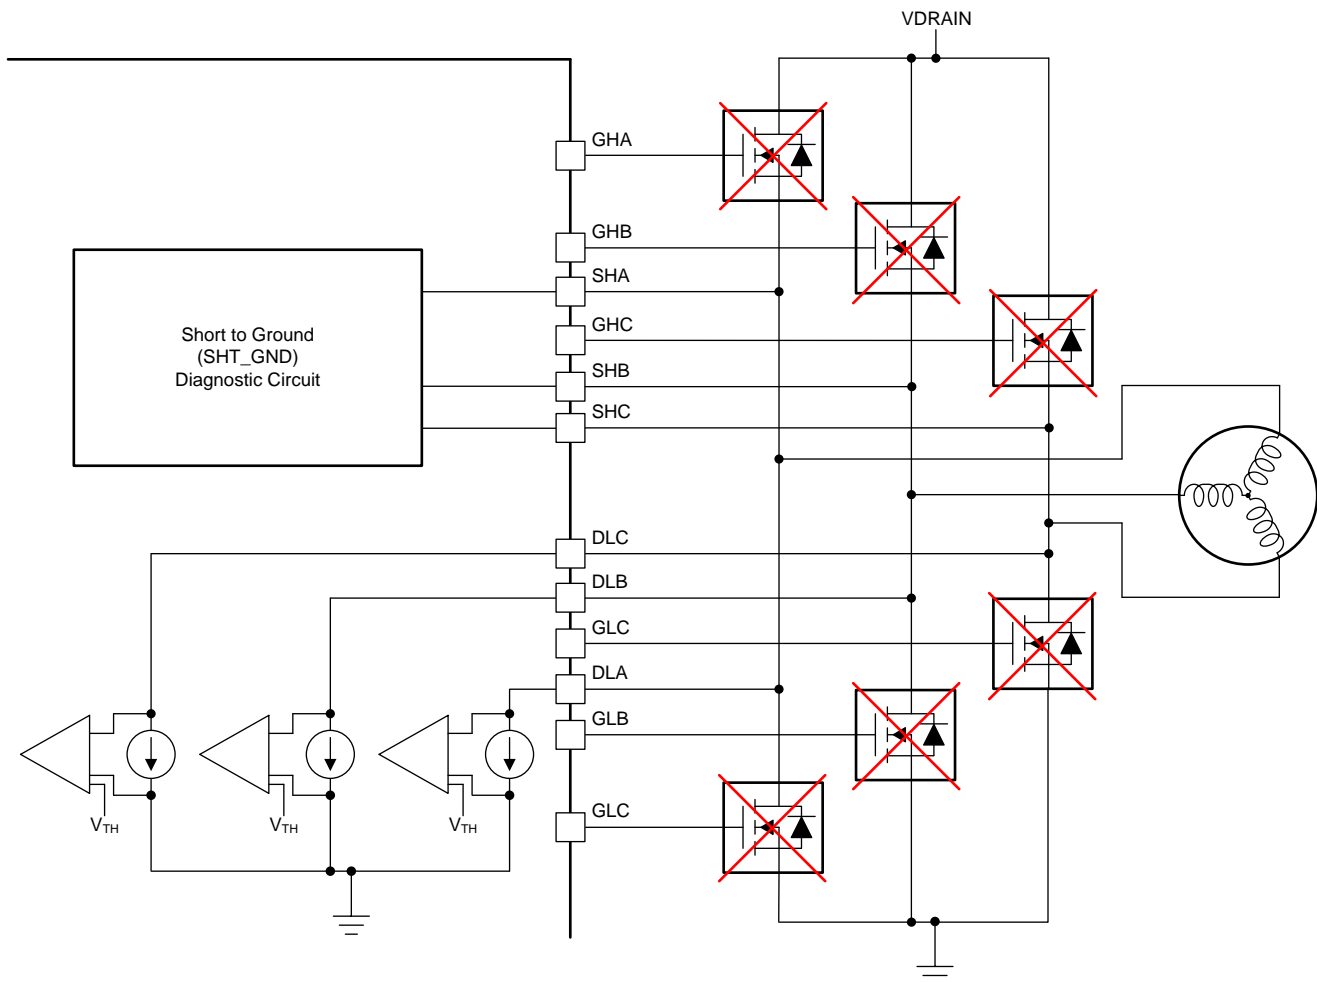 VDRAIN
GHA
GHB
SHA
GHC
SHB
SHC
Short to Ground
(SHT_GND)
Diagnostic Circuit
DLC
DLB
GLC
DLA
GLB
GLC
VTH
VTH
VTH